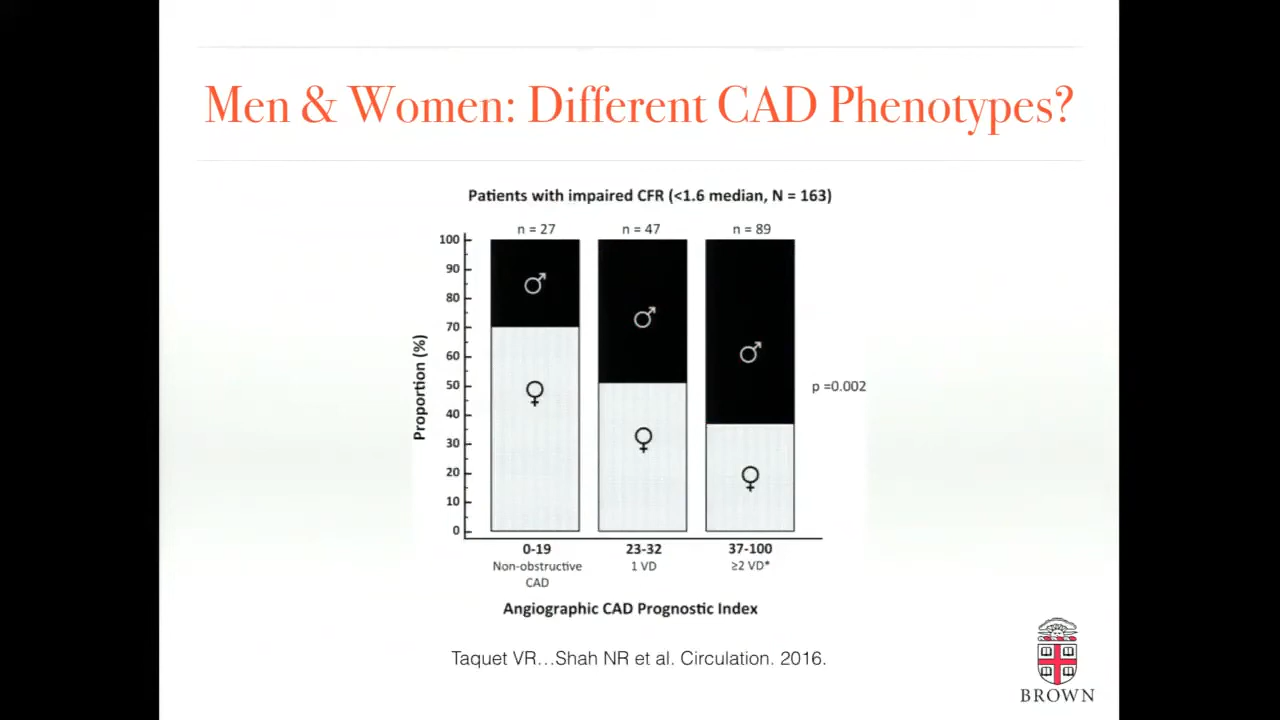 Men & Women: Different CAD Phenotypes?
Patients with impaired CFR (<1.6 median, N = 163)
n = 27
n = 47
n = 89
100
90
80
70
60
50
40
30
20
10
0
Proportion (%)
♂
♂
♂
♀
♀
♀
p =0.002
0-19
23-32
37-100
Non-obstructive
CAD
1 VD
≥2 VD*
Angiographic CAD Prognostic Index
Taquet VR...Shah NR et al. Circulation. 2016.
BROWN